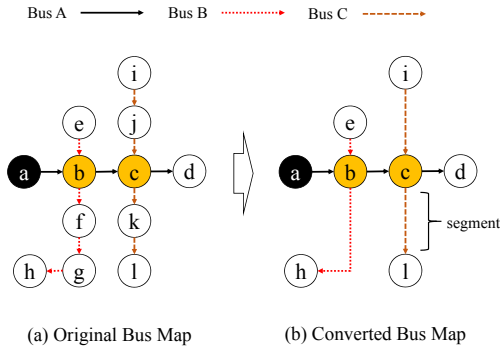 Bus A Bus B Bus C
i i
e j e
a b c d a b c d
f k segment
h g l h l
(a) Original Bus Map (b) Converted Bus Map